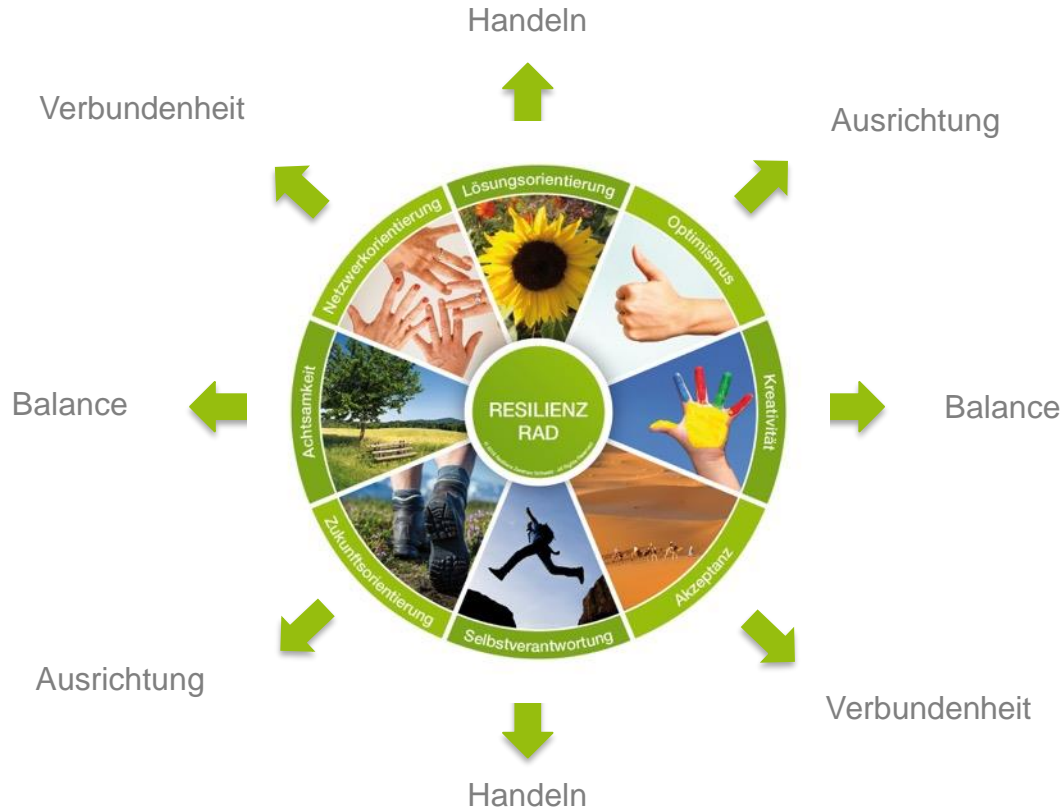 Handeln
Verbundenheit
Ausrichtung
Lösungsorientierung
Netzwerkorientierung
Optimismus
Achtsamkeit
Kreativität
Balance
RESILIENZ
RAD
Balance
Zukunftsorientierung
Akzeptanz
Selbstverantwortung
Ausrichtung
Verbundenheit
Handeln